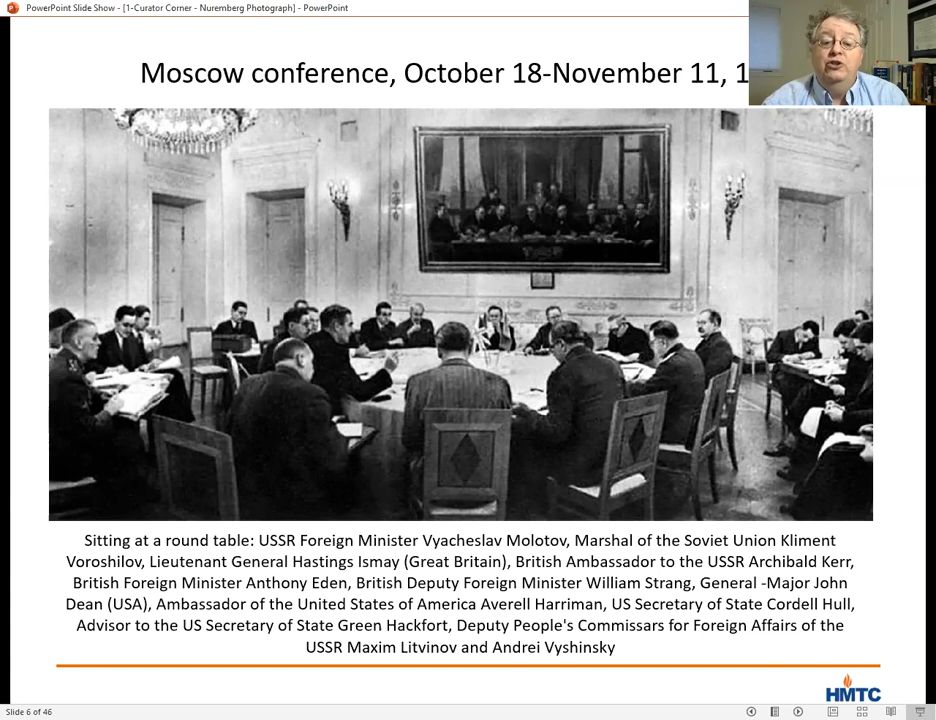 PowerPoint Slide Show - [1-Curator Corner - Nuremberg Photograph] - PowerPoint
Moscow conference, October 18-November 11, 1
Sitting at a round table: USSR Foreign Minister Vyacheslav Molotov, Marshal of the Soviet Union Kliment
Voroshilov, Lieutenant General Hastings Ismay (Great Britain), British Ambassador to the USSR Archibald Kerr,
British Foreign Minister Anthony Eden, British Deputy Foreign Minister William Strang, General -Major John
Dean (USA), Ambassador of the United States of America Averell Harriman, US Secretary of State Cordell Hull,
Advisor to the US Secretary of State Green Hackfort, Deputy People's Commissars for Foreign Affairs of the
USSR Maxim Litvinov and Andrei Vyshinsky
HMTC
Slide 6 of 46